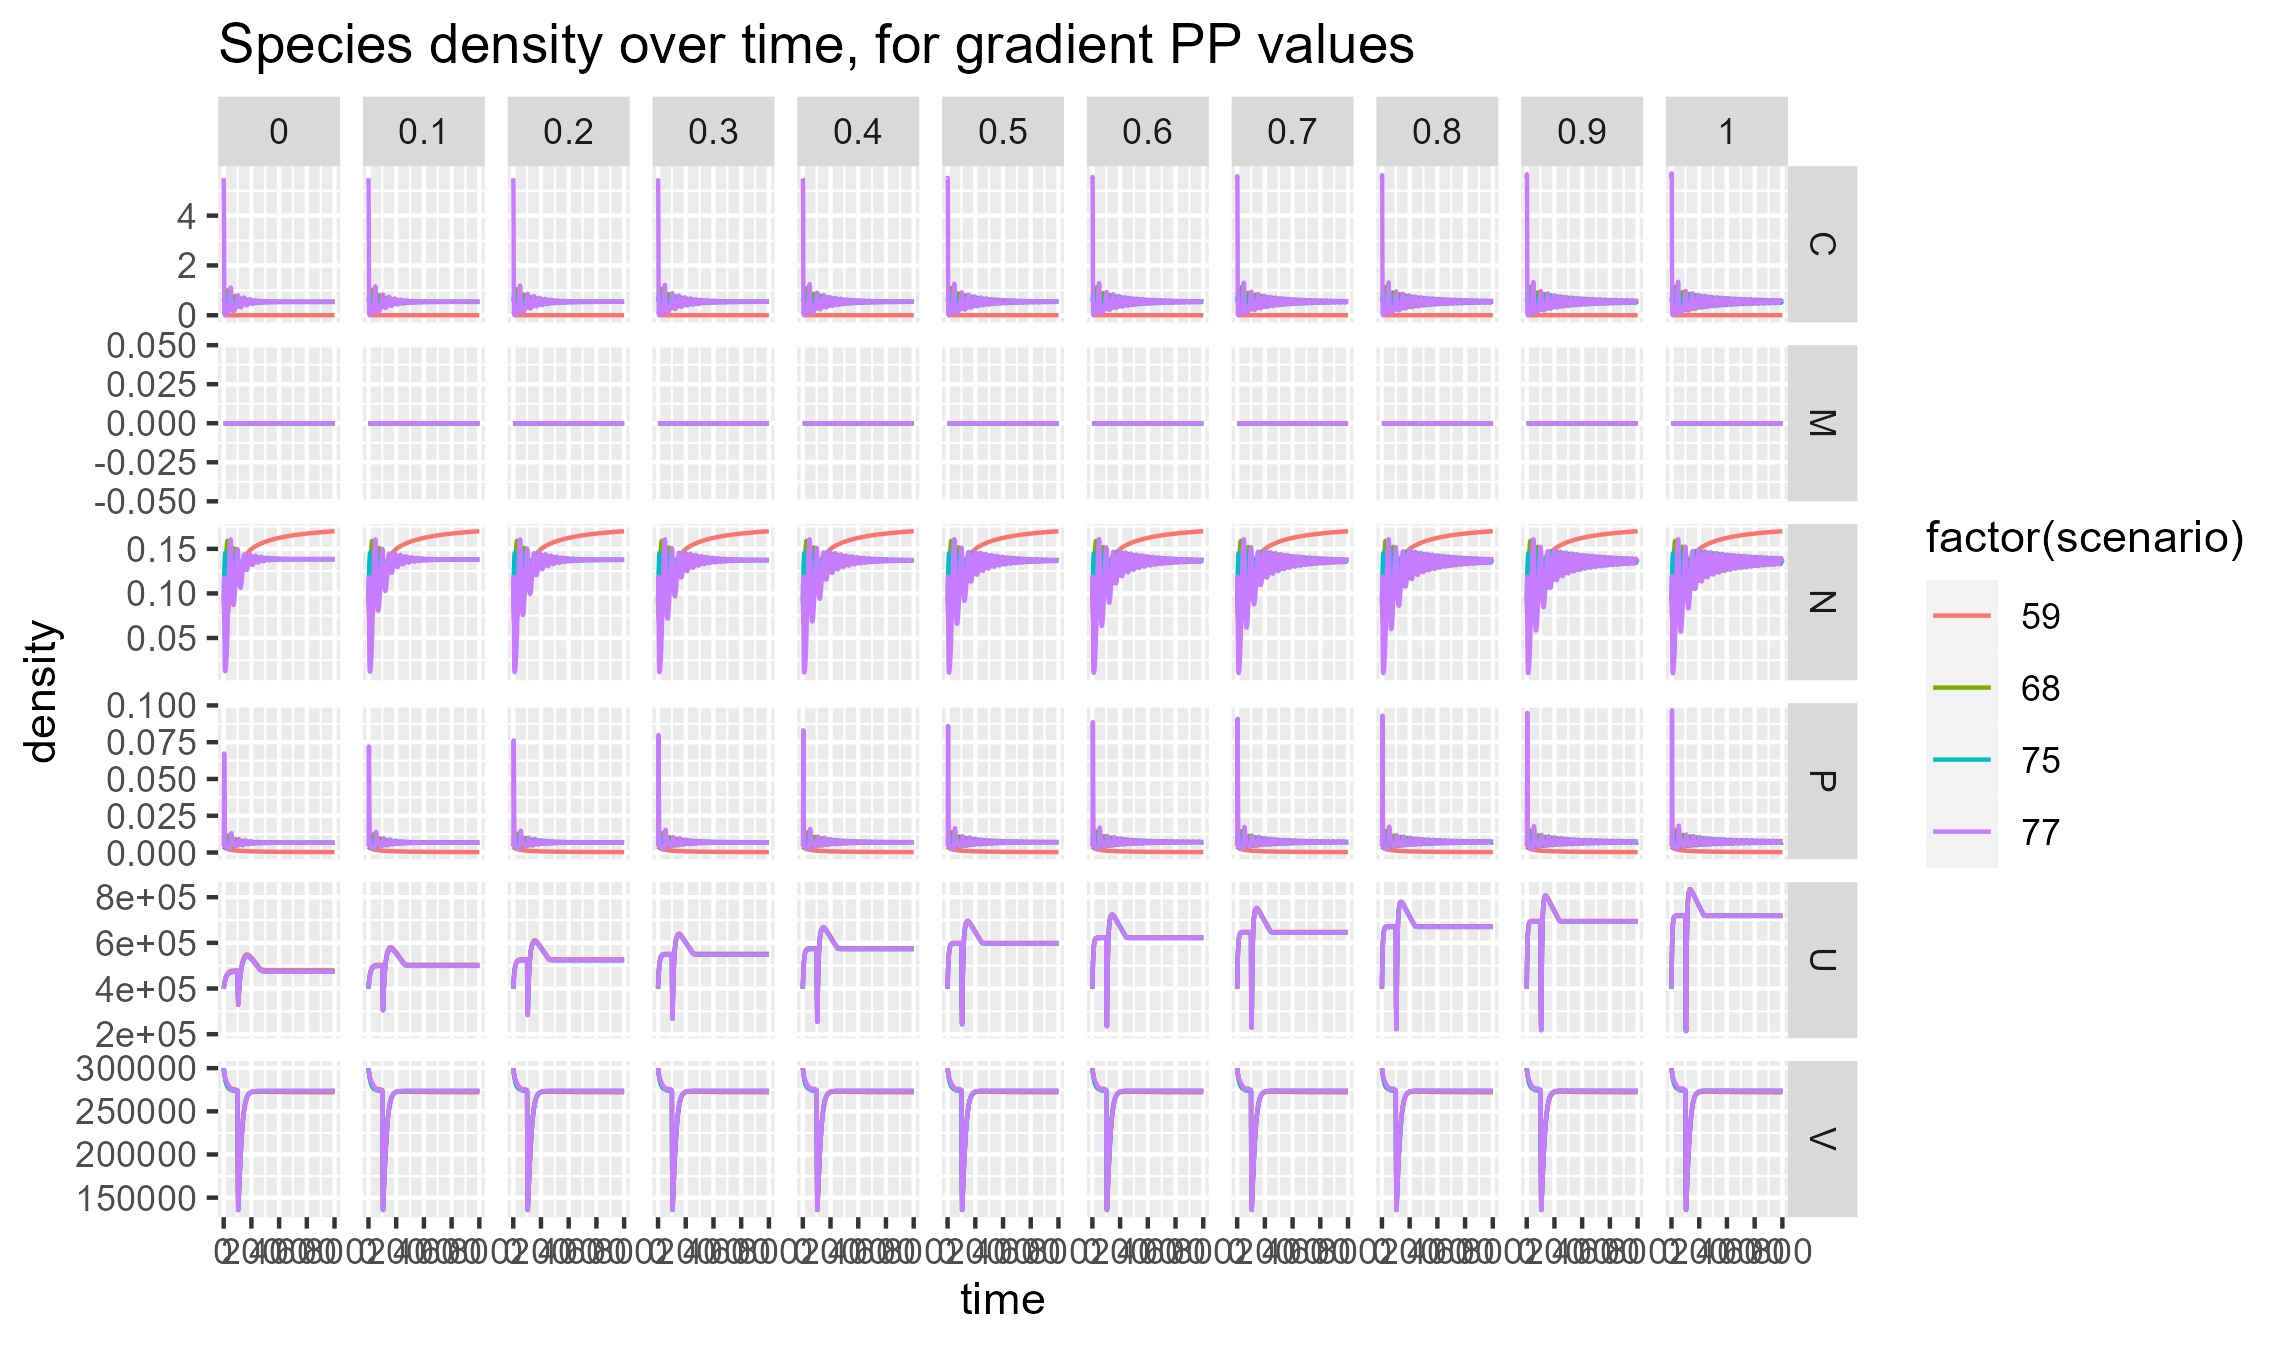 Species density over time, for gradient PP values
0 0.1 0.2 0.3 0.4 0.5 0.6 0.7 0.8 0.9 1
4
2
0
C
0.050
0.025
0.000
-0.025
-0.050
M
0.15
0.10
0.05
N
0.100
0.075
0.050
0.025
0.000
P
8e+05
6e+05
4e+05
2e+05
U
300000
250000
200000
150000
V
density
time
factor(scenario)
59
68
75
77